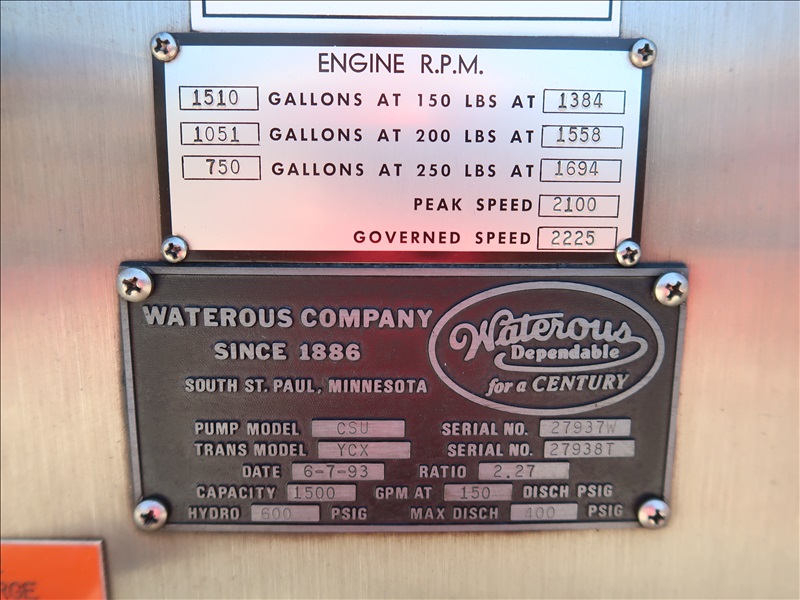 ENGINE R.P.M.
1510 GALLONS AT 150 LBS AT 1384
1051 GALLONS AT 200 LBS AT 1558
750 GALLONS AT 250 LBS AT 1694
PEAK SPEED 2100
GOVERNED SPEED 2225
WATEROUS COMPANY
SINCE 1886
SOUTH ST. PAUL, MINNESOTA
Waterous
Dependable
for a CENTURY
PUMP MODEL CSU SERIAL NO. 27937W
TRANS MODEL YCX SERIAL NO. 27938T
DATE 6-7-93 RATIO 2.27
CAPACITY 1500 GPM AT 150 DISCH PSIG
HYDRO 600 PSIG MAX DISCH 400 PSIG